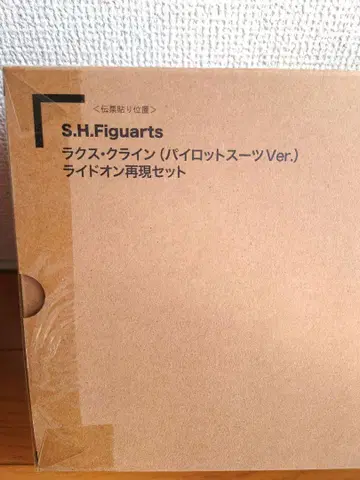 ＜伝票貼り位置＞
S.H.Figuarts
ラクス・クライン（パイロットスーツVer.）
ライドオン再現セット